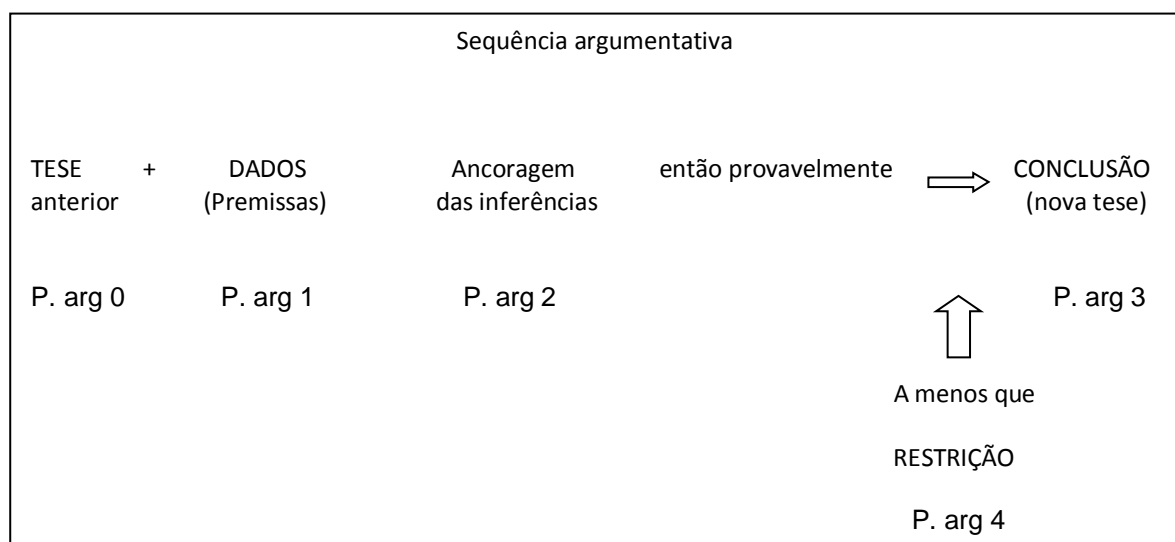 Sequência argumentativa
TESE + DADOS Ancoragem então provavelmente CONCLUSÃO
anterior (Premissas) das inferências (nova tese)
P. arg 0 P. arg 1 P. arg 2 P. arg 3
A menos que
RESTRIÇÃO
P. arg 4